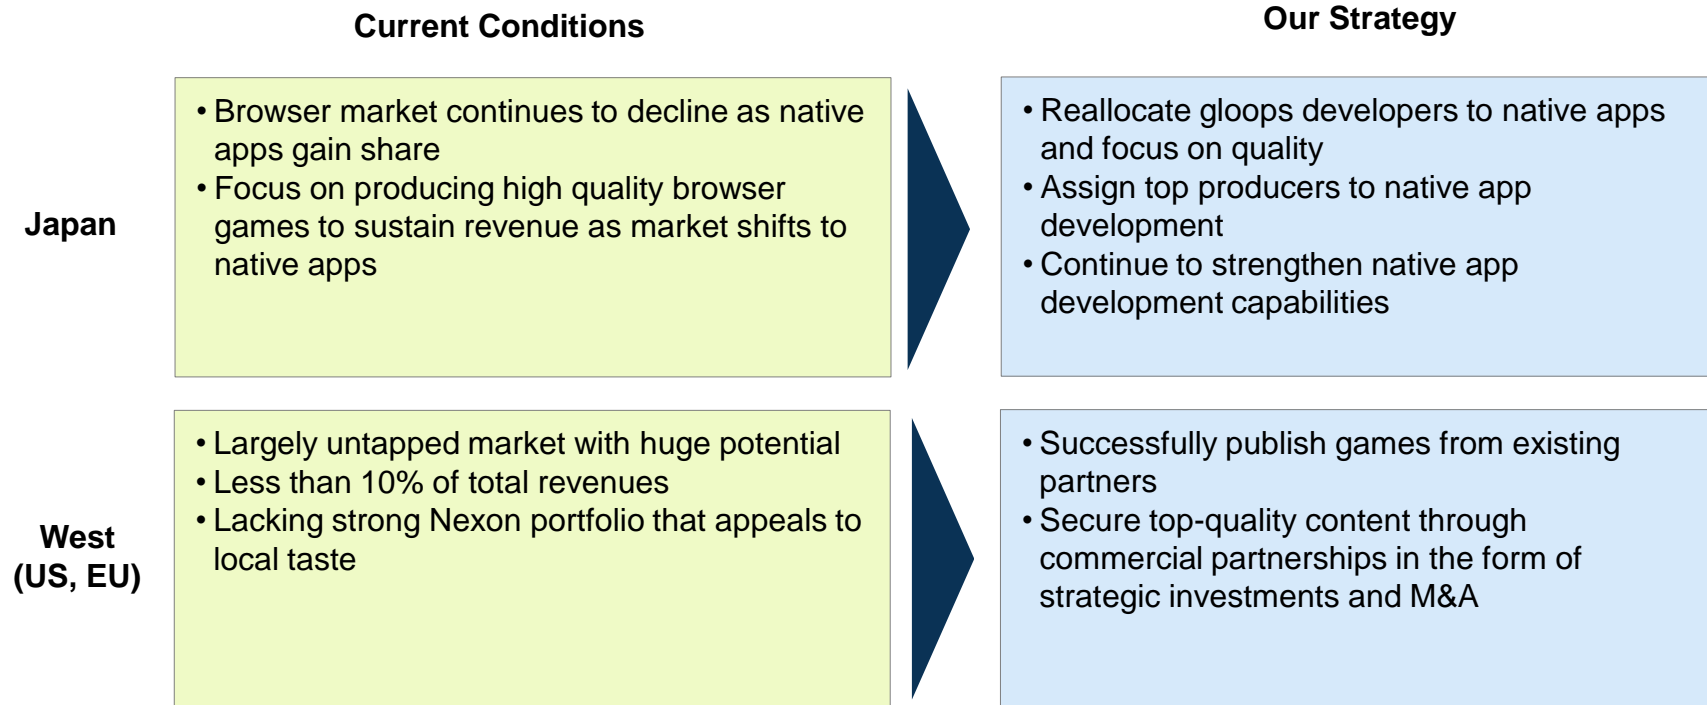 Current Conditions
Our Strategy
Japan
• Browser market continues to decline as native
apps gain share
• Focus on producing high quality browser
games to sustain revenue as market shifts to
native apps
• Reallocate gloops developers to native apps
and focus on quality
• Assign top producers to native app
development
• Continue to strengthen native app
development capabilities
West
(US, EU)
• Largely untapped market with huge potential
• Less than 10% of total revenues
• Lacking strong Nexon portfolio that appeals to
local taste
• Successfully publish games from existing
partners
• Secure top-quality content through
commercial partnerships in the form of
strategic investments and M&A